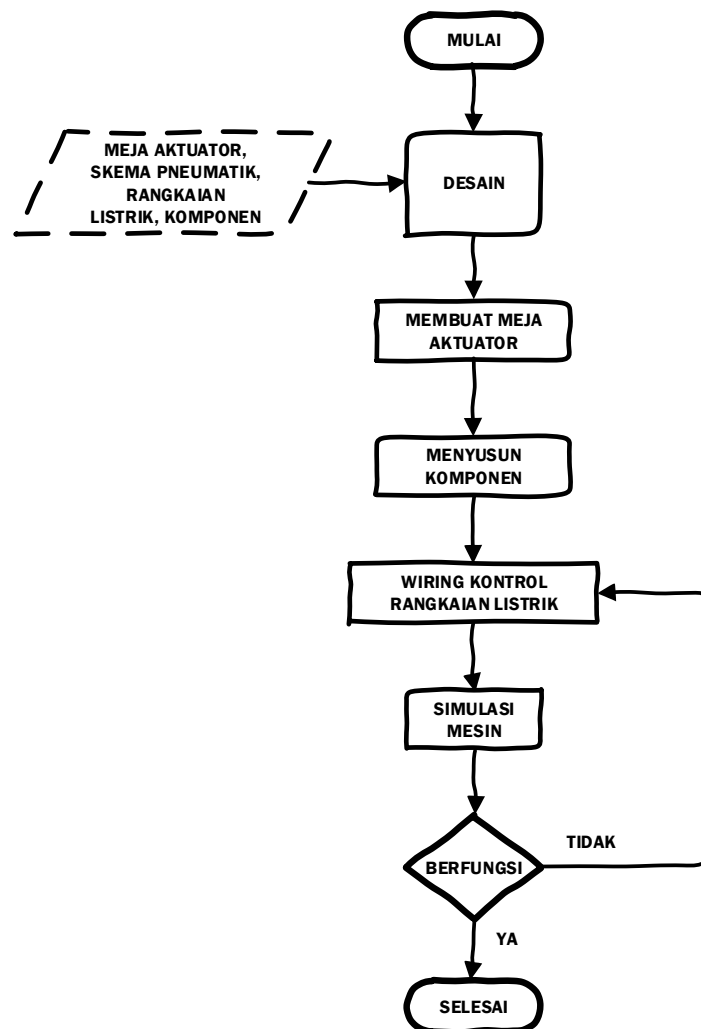 MULAI
MEJA AKTUATOR,
SKEMA PNEUMATIK,
RANGKAIAN
LISTRIK, KOMPONEN
DESAIN
MEMBUAT MEJA
AKTUATOR
MENYUSUN
KOMPONEN
WIRING KONTROL
RANGKAIAN LISTRIK
SIMULASI
MESIN
BERFUNGSI
TIDAK
YA
SELESAI